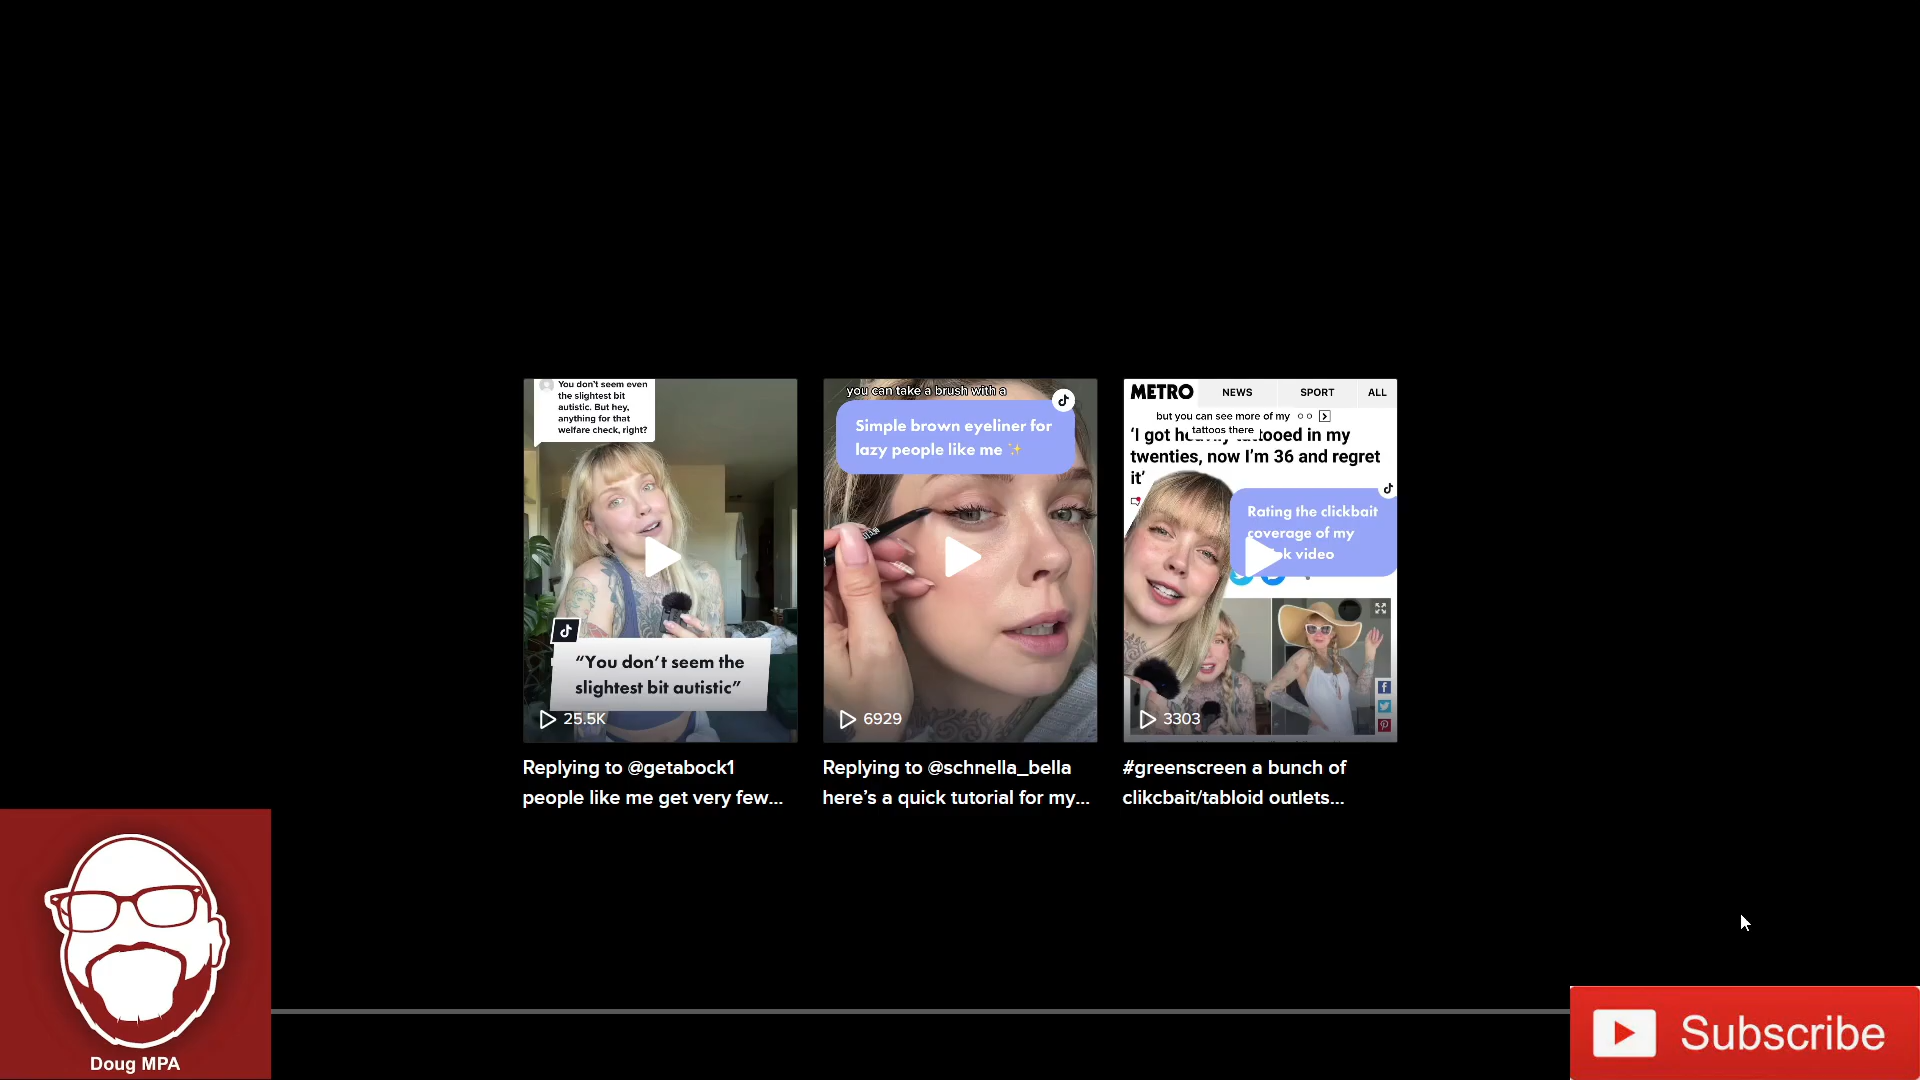 You don't seem even
the slightest bit
autistic. But hey,
anything for that
welfare check, right?
"You don't seem the
slightest bit autistic"
25.5K
Replying to @getabock1
people like me get very few...
you can take a brush with a
Simple brown eyeliner for
lazy people like me ✨
6929
Replying to @schnella_bella
here's a quick tutorial for my...
METRO NEWS SPORT ALL
but you can see more of my
tattoos there
'I got
twenties, now I'm 36 and regret
it'
in my
Rating the clickbait
coverage of my
video
3303
#greenscreen a bunch of
clikcbait/tabloid outlets...
Doug MPA
Subscribe